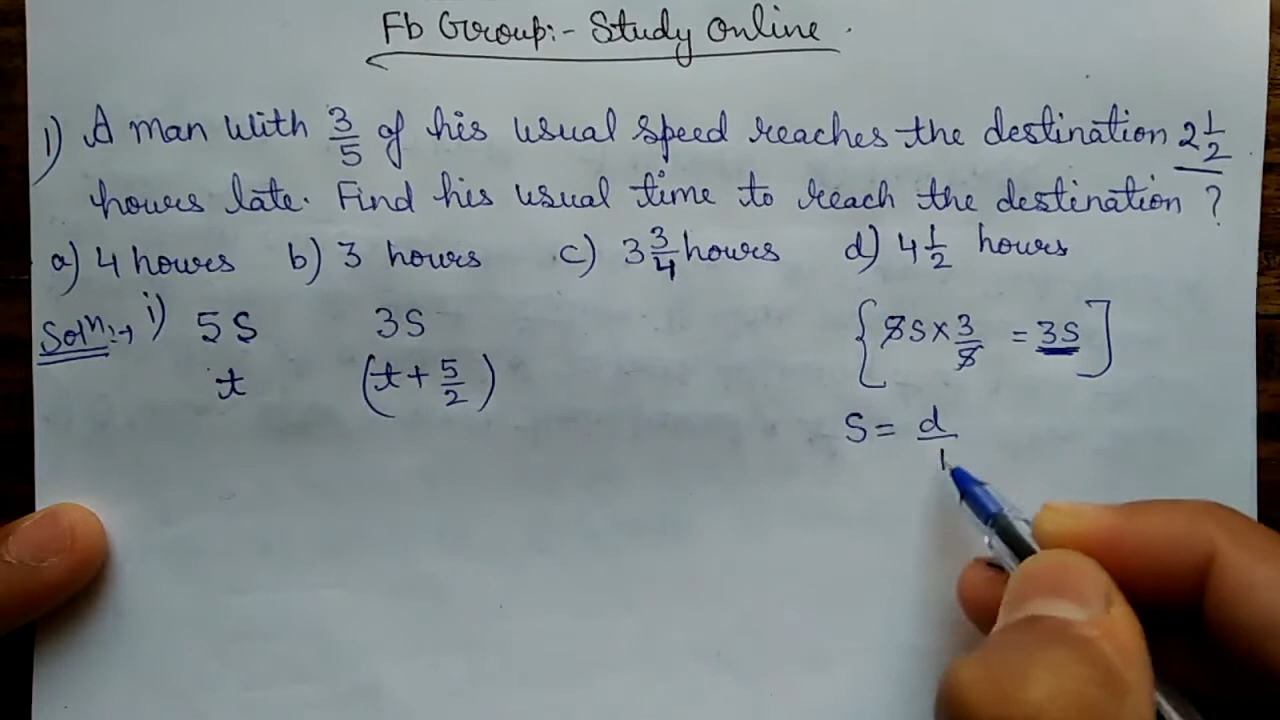 Fb Group:- Study Online.
1) A man with 3/5 of his usual speed reaches the destination 2 1/2
hours late. Find his usual time to reach the destination ?
a) 4 hours b) 3 hours c) 3 3/4 hours d) 4 1/2 hours
Solⁿ:→ i) 5S 3S { 5S × 3/5 = 3S ]
t (t + 5/2)
S = d/